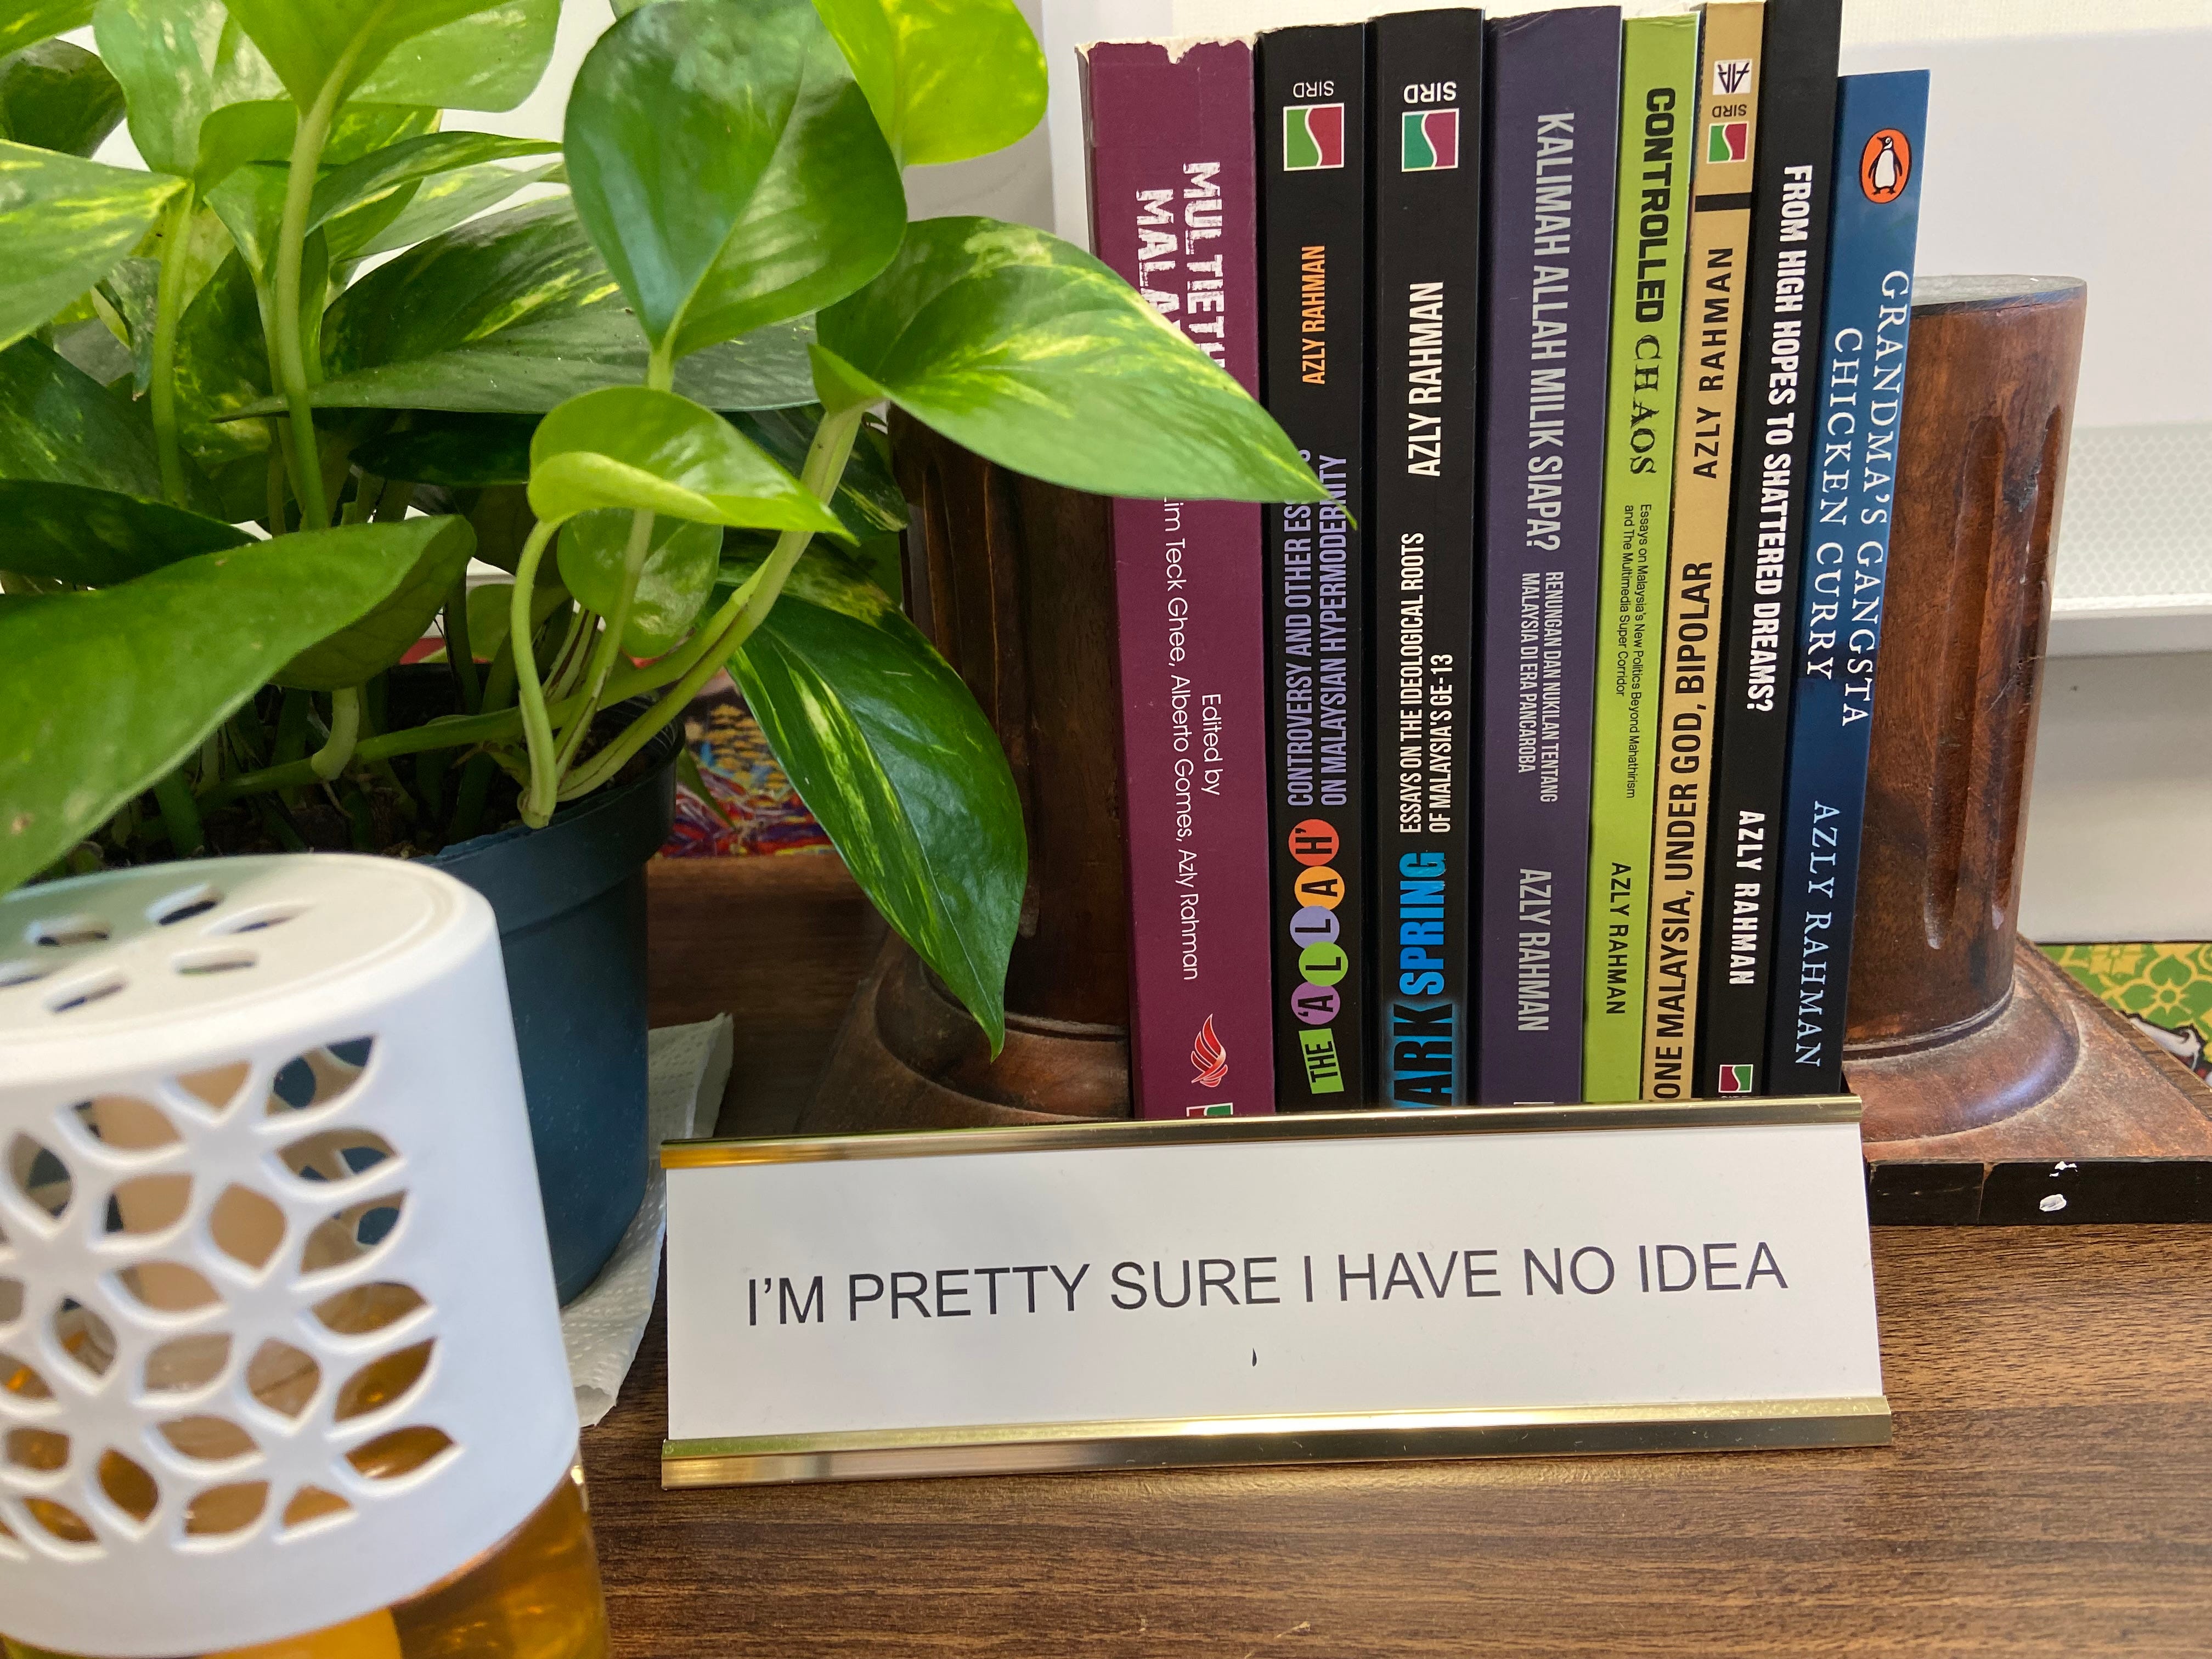 MULTIETH
MALA
Edited by
im Teck Ghee, Alberto Gomes, Azly Rahman
SIRD
AZLY RAHMAN
CONTROVERSY AND OTHER ES
ON MALAYSIAN HYPERMODERNITY
THE 'ALLAH'
SIRD
AZLY RAHMAN
ESSAYS ON THE IDEOLOGICAL ROOTS
OF MALAYSIA'S GE-13
ARK SPRING
KALIMAH ALLAH MILIK SIAPA?
RENUNGAN DAN NUKILAN TENTANG
MALAYSIA DI ERA PANCAROBA
AZLY RAHMAN
CONTROLLED CHAOS
Essays on Malaysia's New Politics Beyond Mahathirism
and The Multimedia Super Corridor
AZLY RAHMAN
SIRD
AZLY RAHMAN
ONE MALAYSIA, UNDER GOD, BIPOLAR
FROM HIGH HOPES TO SHATTERED DREAMS?
AZLY RAHMAN
GRANDMA'S GANGSTA
CHICKEN CURRY
AZLY RAHMAN
I'M PRETTY SURE I HAVE NO IDEA